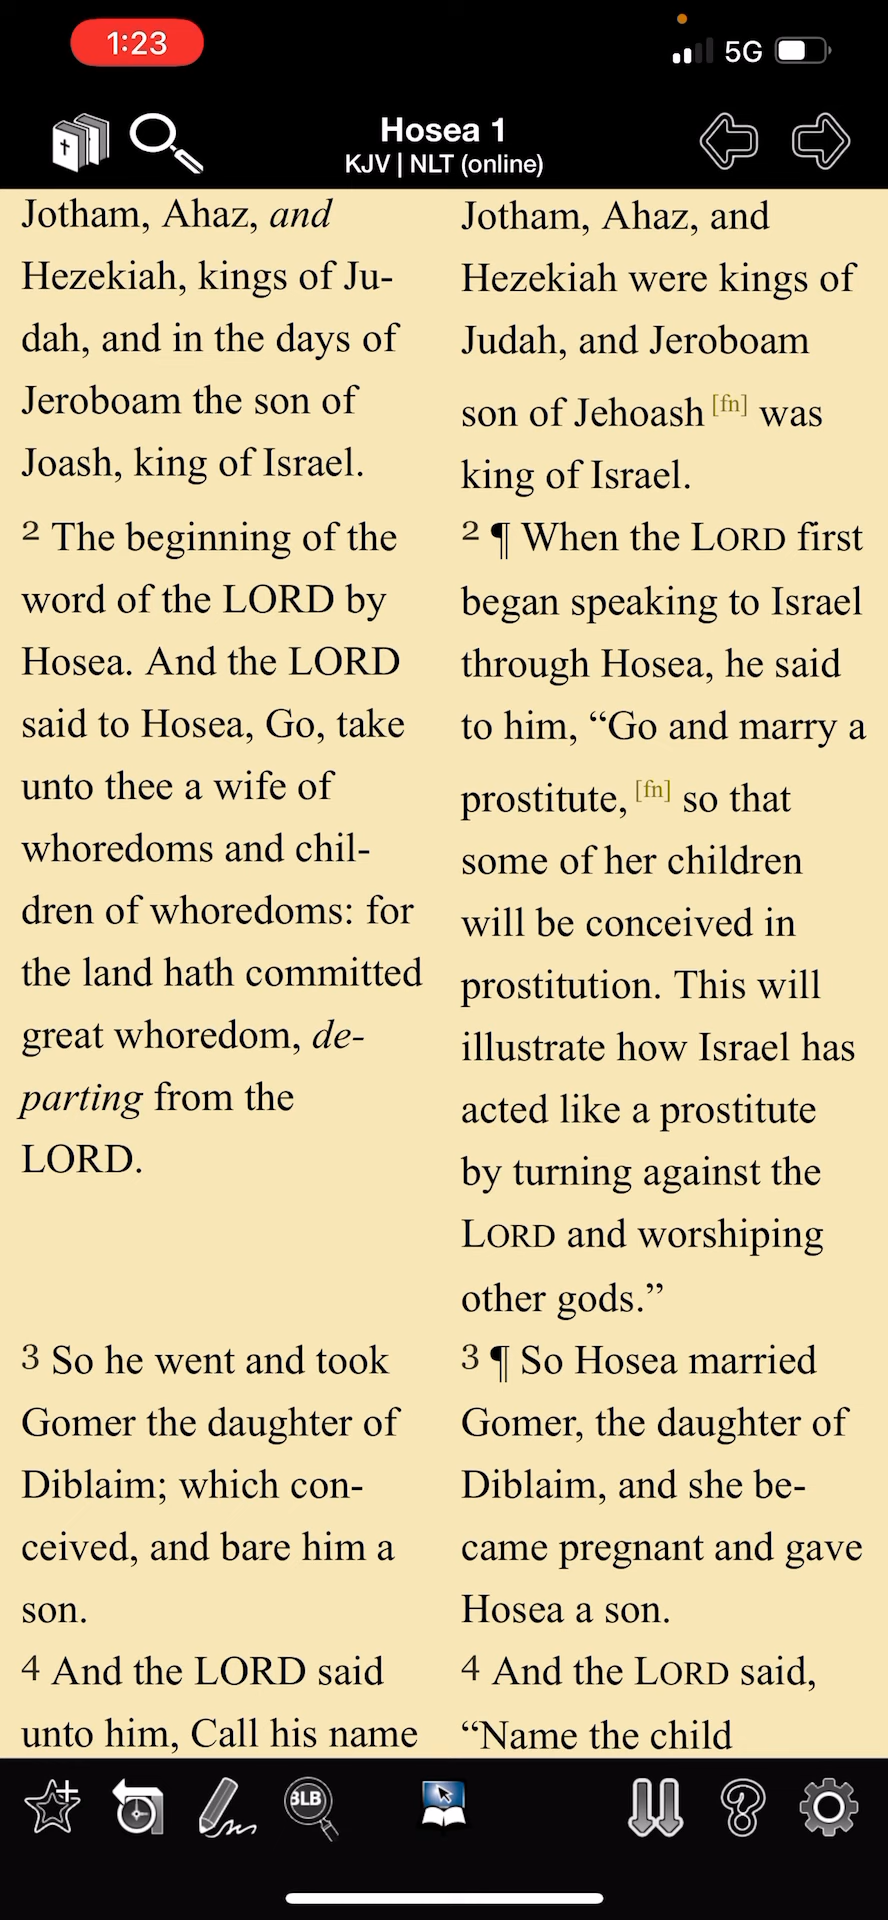 1:23
5G
Hosea 1
KJV | NLT (online)
Jotham, Ahaz, and
Hezekiah, kings of Ju-
dah, and in the days of
Jeroboam the son of
Joash, king of Israel.
2 The beginning of the
word of the LORD by
Hosea. And the LORD
said to Hosea, Go, take
unto thee a wife of
whoredoms and chil-
dren of whoredoms: for
the land hath committed
great whoredom, de-
parting from the
LORD.
3 So he went and took
Gomer the daughter of
Diblaim; which con-
ceived, and bare him a
son.
4 And the LORD said
unto him, Call his name
Jotham, Ahaz, and
Hezekiah were kings of
Judah, and Jeroboam
son of Jehoash [fn] was
king of Israel.
2 ¶ When the LORD first
began speaking to Israel
through Hosea, he said
to him, “Go and marry a
prostitute, [fn] so that
some of her children
will be conceived in
prostitution. This will
illustrate how Israel has
acted like a prostitute
by turning against the
LORD and worshiping
other gods.”
3 ¶ So Hosea married
Gomer, the daughter of
Diblaim, and she be-
came pregnant and gave
Hosea a son.
4 And the LORD said,
“Name the child
BLB